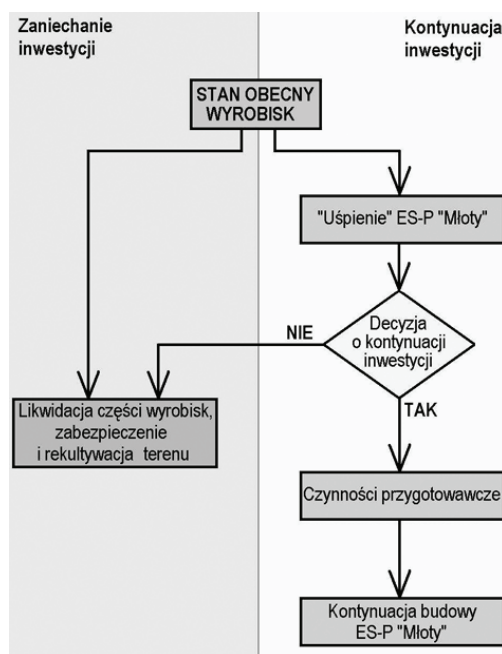 Zaniechanie
inwestycji
Kontynuacja
inwestycji
STAN OBECNY
WYROBISK
"Uśpienie" ES-P "Młoty"
Decyzja
o kontynuacji
inwestycji
NIE
TAK
Likwidacja części wyrobisk,
zabezpieczenie
i rekultywacja terenu
Czynności przygotowawcze
Kontynuacja budowy
ES-P "Młoty"